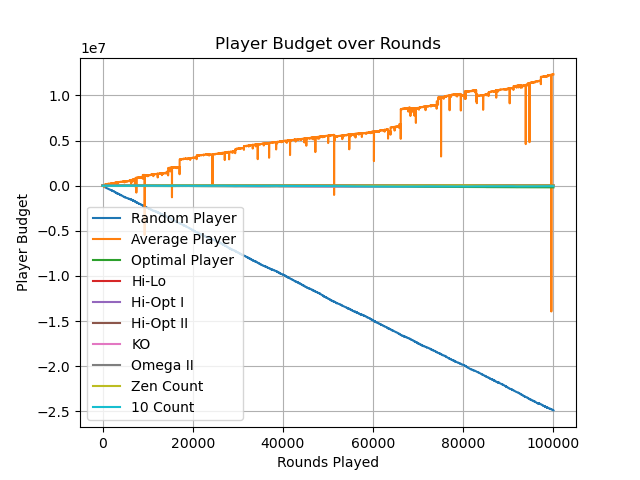 Player Budget over Rounds
1e7
1.0
0.5
0.0
−0.5
−1.0
−1.5
−2.0
−2.5
Player Budget
Random Player
Average Player
Optimal Player
Hi-Lo
Hi-Opt I
Hi-Opt II
KO
Omega II
Zen Count
10 Count
0 20000 40000 60000 80000 100000
Rounds Played